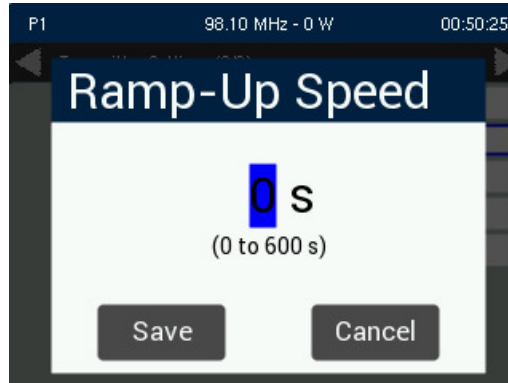 P1 98.10 MHz - 0 W 00:50:25
Ramp-Up Speed
0 s
(0 to 600 s)
Save Cancel